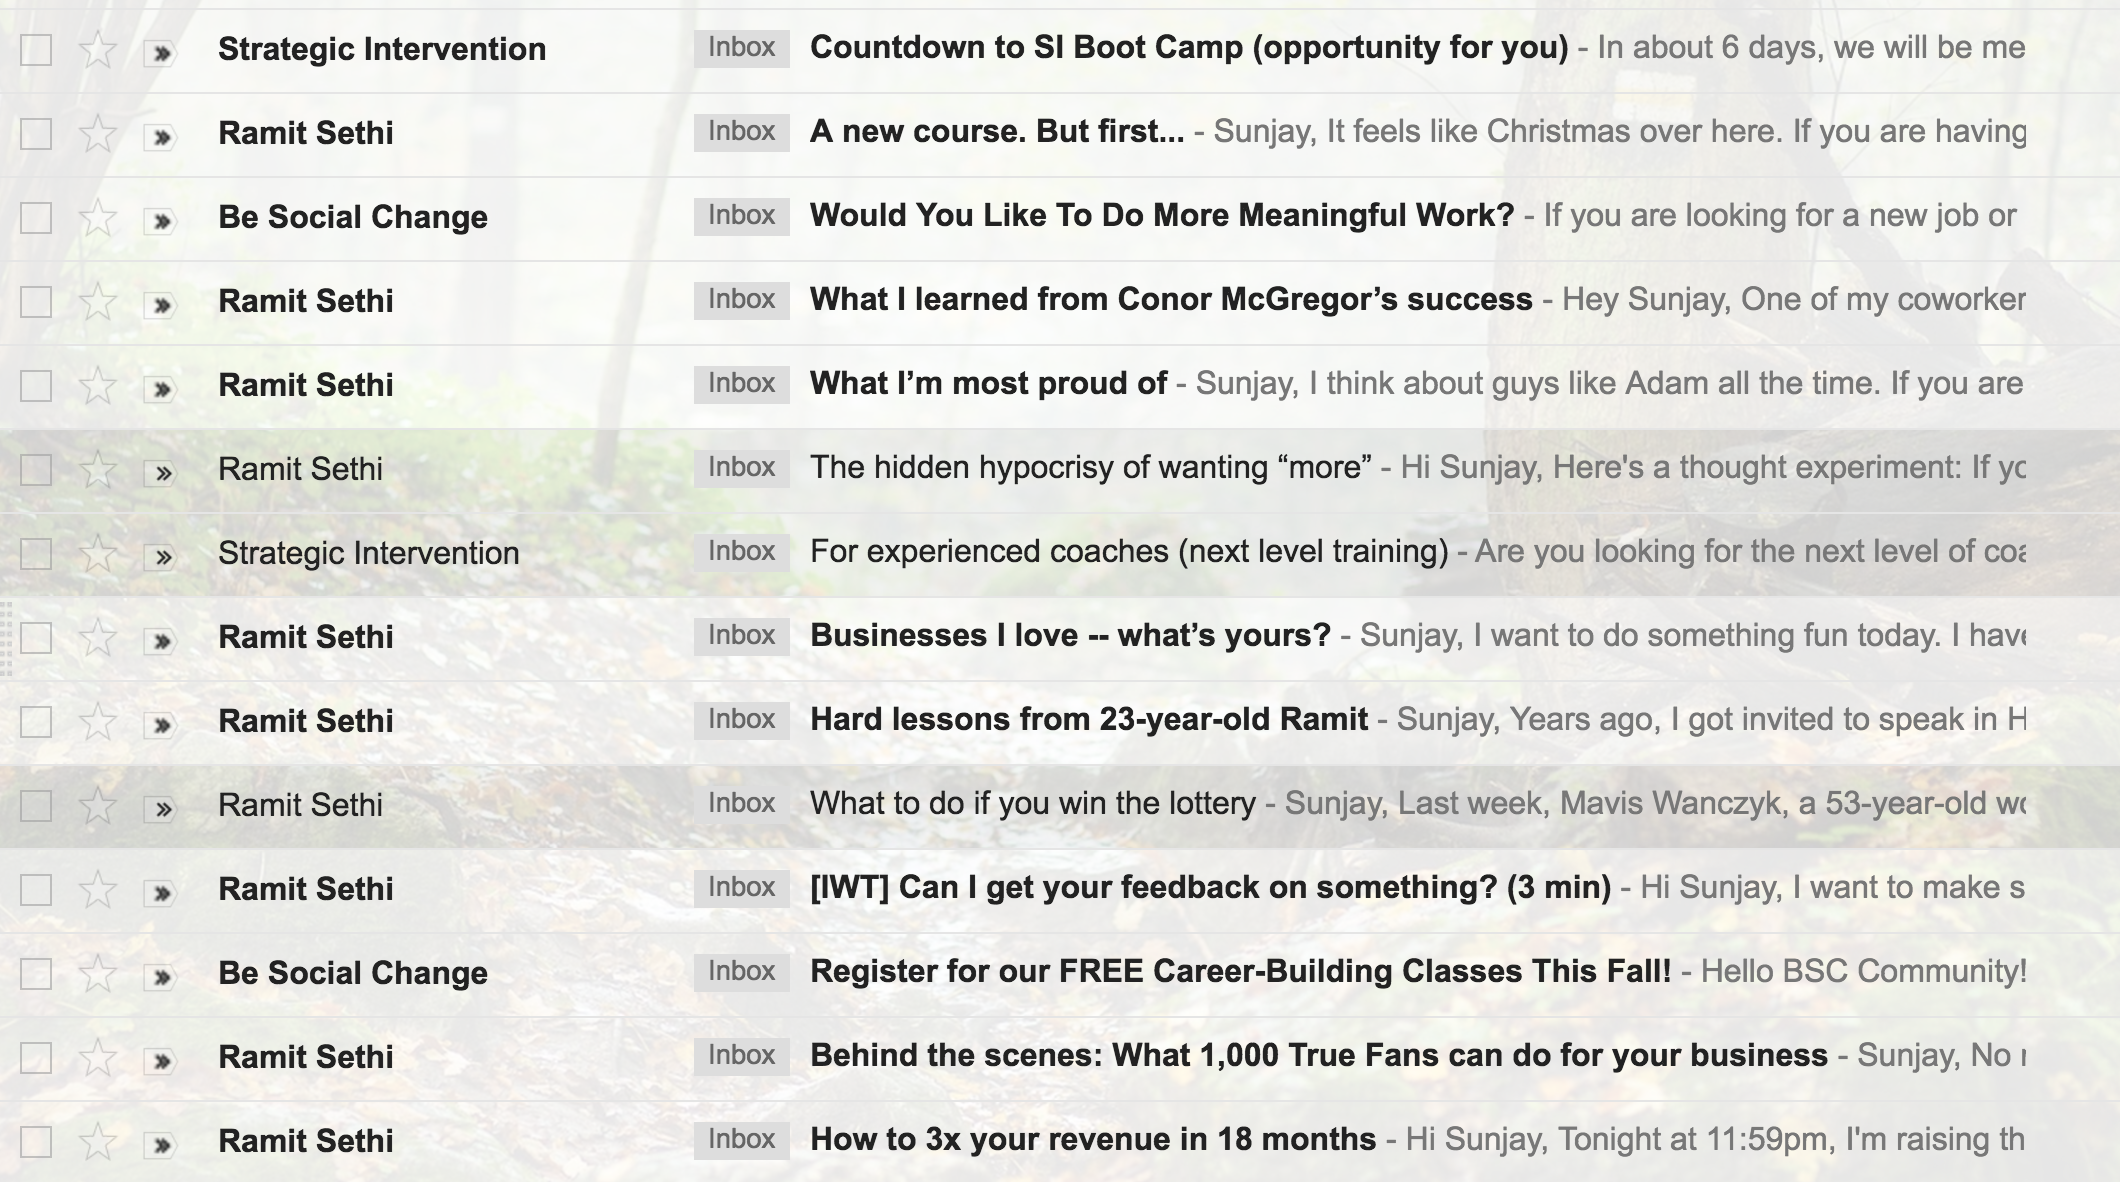 Strategic Intervention Inbox Countdown to SI Boot Camp (opportunity for you) - In about 6 days, we will be me
Ramit Sethi Inbox A new course. But first... - Sunjay, It feels like Christmas over here. If you are having
Be Social Change Inbox Would You Like To Do More Meaningful Work? - If you are looking for a new job or
Ramit Sethi Inbox What I learned from Conor McGregor’s success - Hey Sunjay, One of my coworker
Ramit Sethi Inbox What I’m most proud of - Sunjay, I think about guys like Adam all the time. If you are
Ramit Sethi Inbox The hidden hypocrisy of wanting “more” - Hi Sunjay, Here's a thought experiment: If yo
Strategic Intervention Inbox For experienced coaches (next level training) - Are you looking for the next level of coa
Ramit Sethi Inbox Businesses I love -- what’s yours? - Sunjay, I want to do something fun today. I have
Ramit Sethi Inbox Hard lessons from 23-year-old Ramit - Sunjay, Years ago, I got invited to speak in H
Ramit Sethi Inbox What to do if you win the lottery - Sunjay, Last week, Mavis Wanczyk, a 53-year-old wo
Ramit Sethi Inbox [IWT] Can I get your feedback on something? (3 min) - Hi Sunjay, I want to make s
Be Social Change Inbox Register for our FREE Career-Building Classes This Fall! - Hello BSC Community!
Ramit Sethi Inbox Behind the scenes: What 1,000 True Fans can do for your business - Sunjay, No
Ramit Sethi Inbox How to 3x your revenue in 18 months - Hi Sunjay, Tonight at 11:59pm, I'm raising th